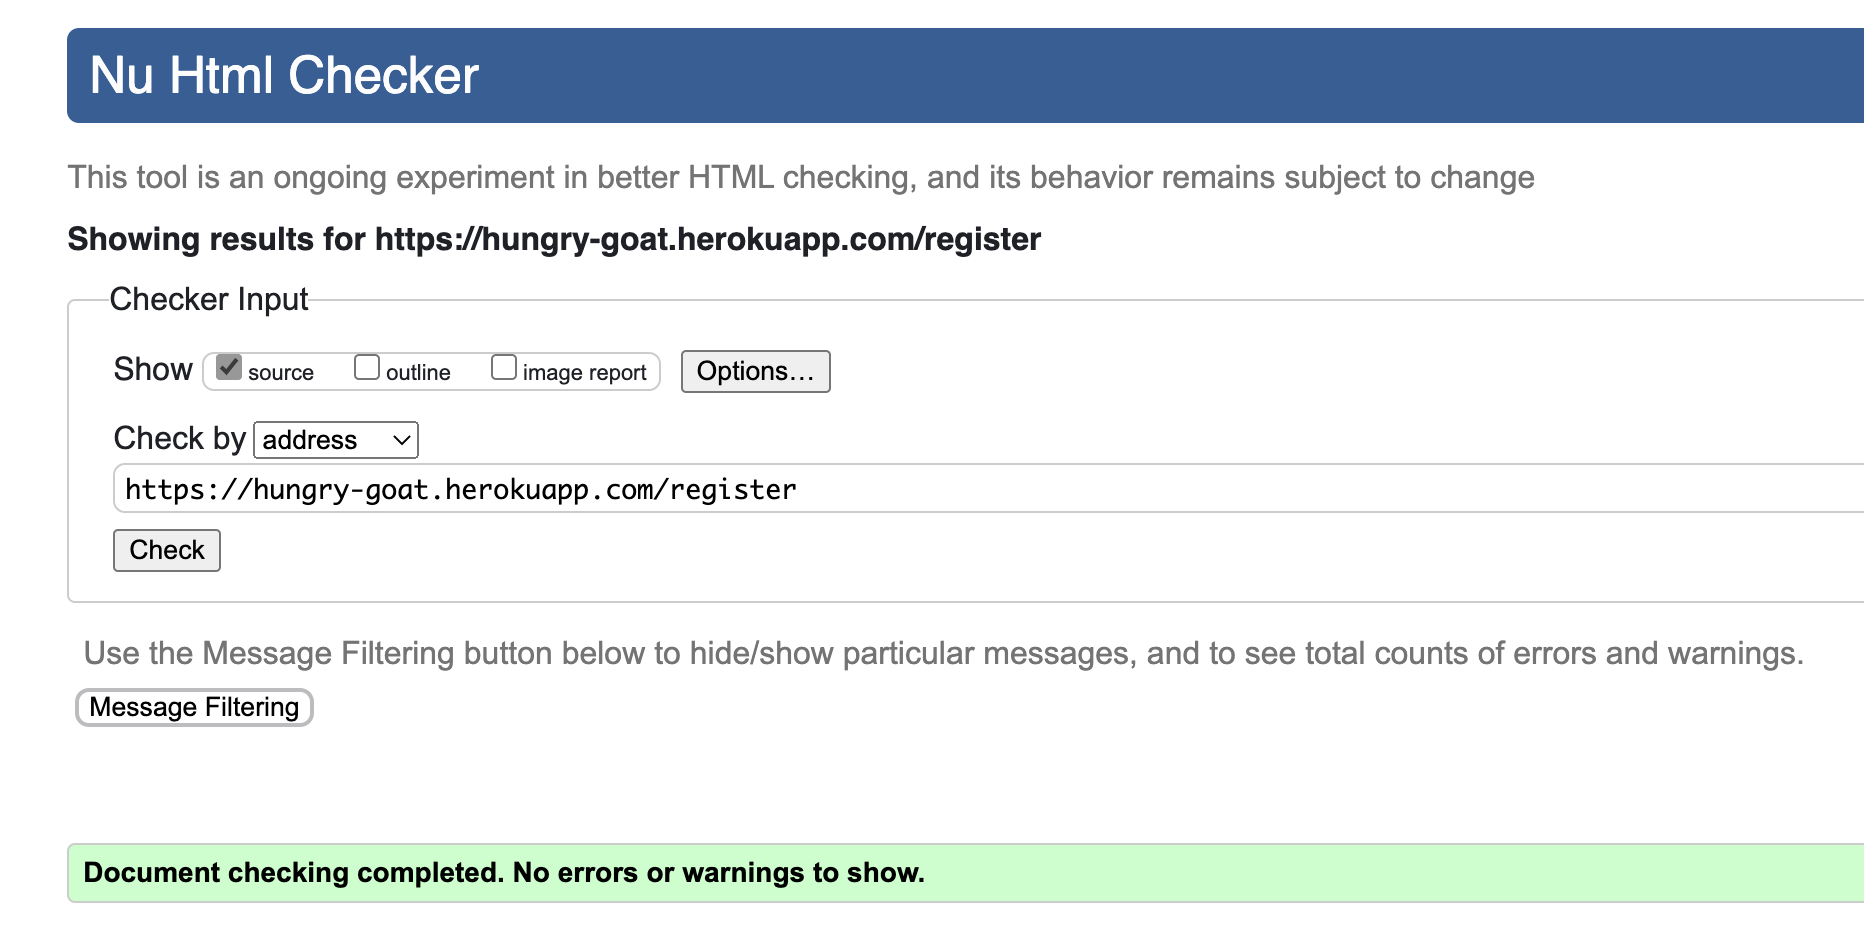 Nu Html Checker
This tool is an ongoing experiment in better HTML checking, and its behavior remains subject to change
Showing results for https://hungry-goat.herokuapp.com/register
Checker Input
Show source outline image report Options...
Check by address
https://hungry-goat.herokuapp.com/register
Check
Use the Message Filtering button below to hide/show particular messages, and to see total counts of errors and warnings.
Message Filtering
Document checking completed. No errors or warnings to show.